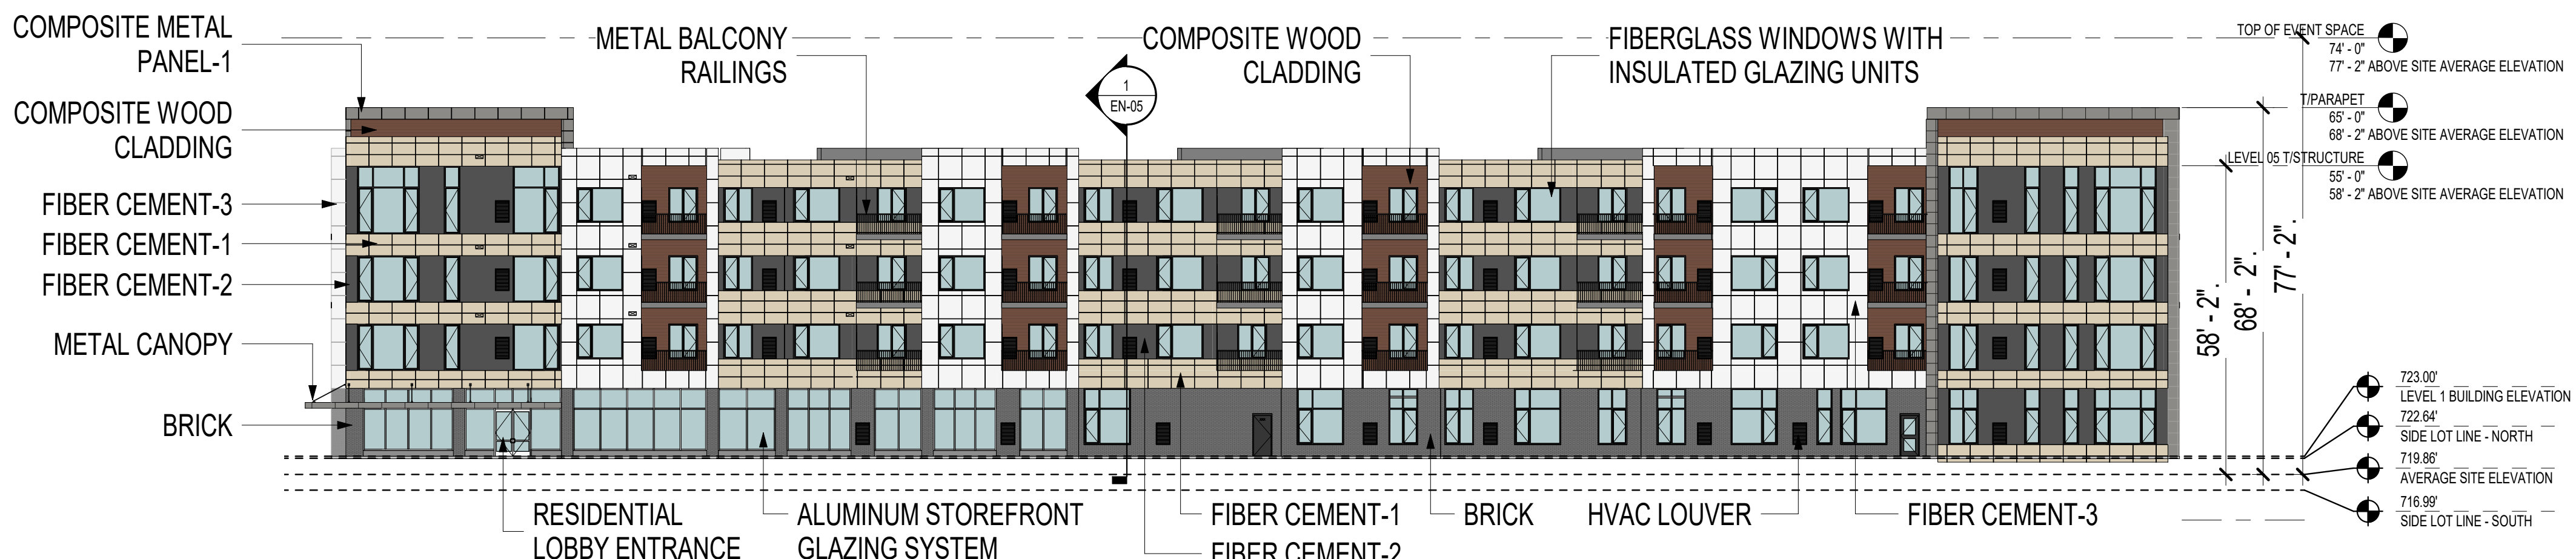 COMPOSITE METAL
PANEL-1
COMPOSITE WOOD
CLADDING
FIBER CEMENT-3
FIBER CEMENT-1
FIBER CEMENT-2
METAL CANOPY
BRICK
METAL BALCONY
RAILINGS
1
EN-05
COMPOSITE WOOD
CLADDING
FIBERGLASS WINDOWS WITH
INSULATED GLAZING UNITS
TOP OF EVENT SPACE
74' - 0"
77' - 2" ABOVE SITE AVERAGE ELEVATION
T/PARAPET
65' - 0"
68' - 2" ABOVE SITE AVERAGE ELEVATION
LEVEL 05 T/STRUCTURE
55' - 0"
58' - 2" ABOVE SITE AVERAGE ELEVATION
58' - 2".
68' - 2".
77' - 2".
723.00'
LEVEL 1 BUILDING ELEVATION
722.64'
SIDE LOT LINE - NORTH
719.86'
AVERAGE SITE ELEVATION
716.99'
SIDE LOT LINE - SOUTH
RESIDENTIAL
LOBBY ENTRANCE
ALUMINUM STOREFRONT
GLAZING SYSTEM
FIBER CEMENT-1
FIBER CEMENT-2
BRICK
HVAC LOUVER
FIBER CEMENT-3